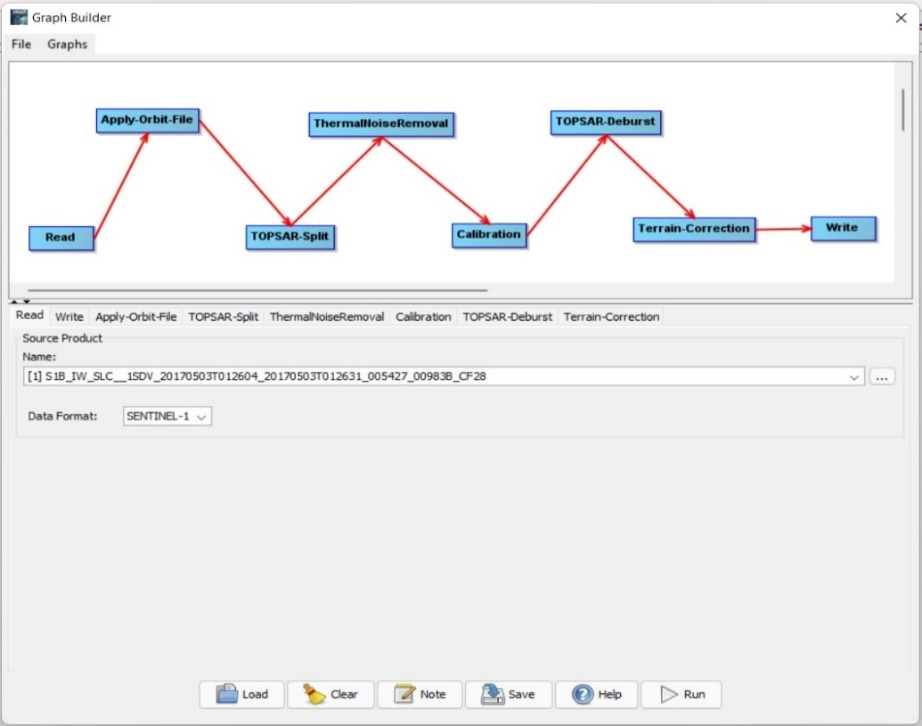 Graph Builder
File Graphs
Apply-Orbit-File
ThermalNoiseRemoval
TOPSAR-Deburst
Read
TOPSAR-Split
Calibration
Terrain-Correction
Write
Read Write Apply-Orbit-File TOPSAR-Split ThermalNoiseRemoval Calibration TOPSAR-Deburst Terrain-Correction
Source Product
Name:
[1] S1B_IW_SLC__1SDV_20170503T012604_20170503T012631_005427_00983B_CF28
...
Data Format: SENTINEL-1
Load Clear Note Save Help Run